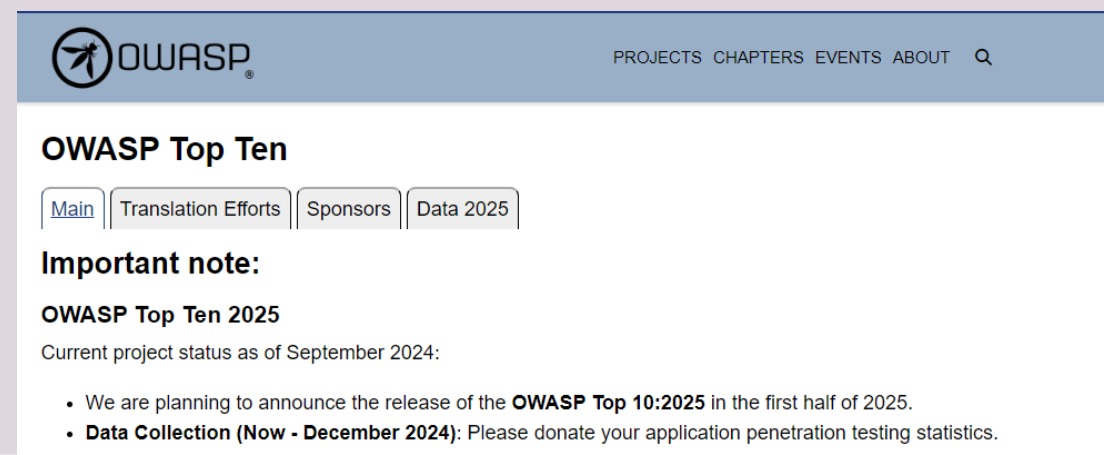 OWASP®
PROJECTS CHAPTERS EVENTS ABOUT
OWASP Top Ten
Main Translation Efforts Sponsors Data 2025
Important note:
OWASP Top Ten 2025
Current project status as of September 2024:
• We are planning to announce the release of the OWASP Top 10:2025 in the first half of 2025.
• Data Collection (Now - December 2024): Please donate your application penetration testing statistics.